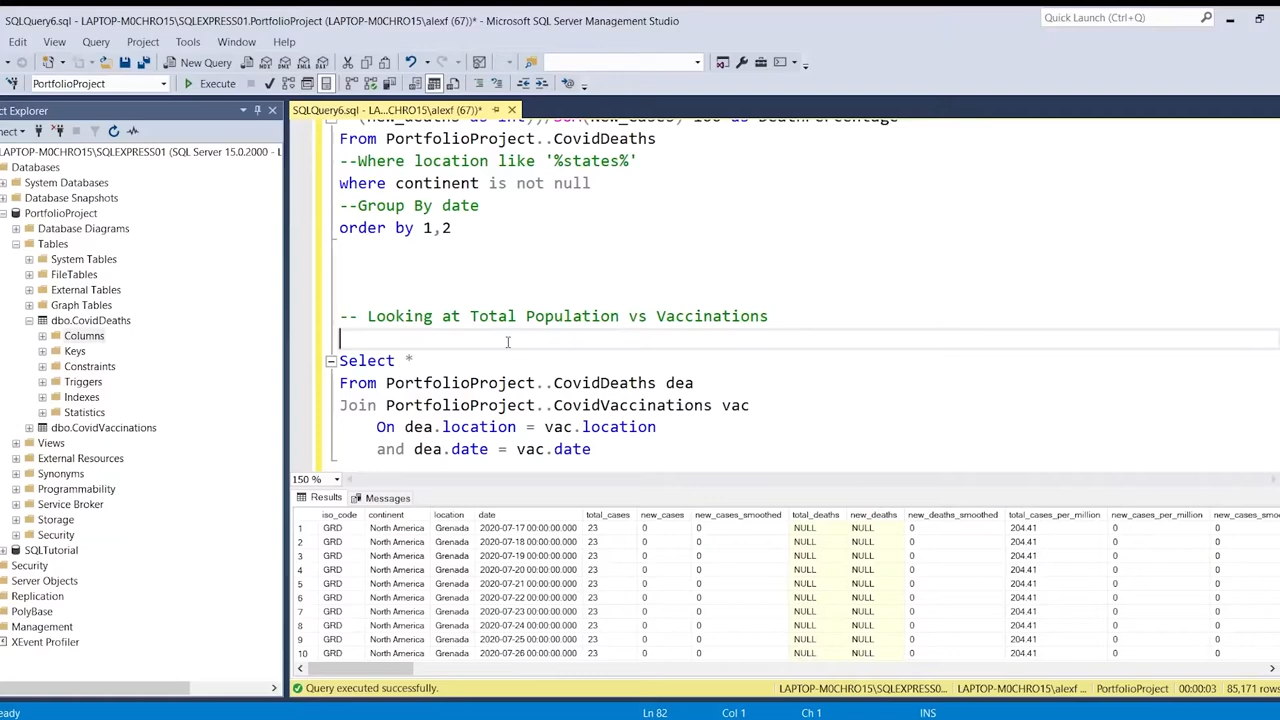 SQLQuery6.sql - LAPTOP-M0CHRO15\SQLEXPRESS01.PortfolioProject (LAPTOP-M0CHRO15\alexf (67))* - Microsoft SQL Server Management Studio
Quick Launch (Ctrl+Q)
Edit View Query Project Tools Window Help
New Query
PortfolioProject Execute
ect Explorer
SQLQuery6.sql - LA...CHRO15\alexf (67))*
nect
LAPTOP-M0CHRO15\SQLEXPRESS01 (SQL Server 15.0.2000 - L
Databases
System Databases
Database Snapshots
PortfolioProject
Database Diagrams
Tables
System Tables
FileTables
External Tables
Graph Tables
dbo.CovidDeaths
Columns
Keys
Constraints
Triggers
Indexes
Statistics
dbo.CovidVaccinations
Views
External Resources
Synonyms
Programmability
Service Broker
Storage
Security
SQLTutorial
Security
Server Objects
Replication
PolyBase
Management
XEvent Profiler
From PortfolioProject..CovidDeaths
--Where location like '%states%'
where continent is not null
--Group By date
order by 1,2
-- Looking at Total Population vs Vaccinations
Select *
From PortfolioProject..CovidDeaths dea
Join PortfolioProject..CovidVaccinations vac
On dea.location = vac.location
and dea.date = vac.date
150 %
Results Messages
iso_code continent location date total_cases new_cases new_cases_smoothed total_deaths new_deaths new_deaths_smoothed total_cases_per_million new_cases_per_million new_cases_smoo
1 GRD North America Grenada 2020-07-17 00:00:00.000 23 0 0 NULL NULL 0 204.41 0 0
2 GRD North America Grenada 2020-07-18 00:00:00.000 23 0 0 NULL NULL 0 204.41 0 0
3 GRD North America Grenada 2020-07-19 00:00:00.000 23 0 0 NULL NULL 0 204.41 0 0
4 GRD North America Grenada 2020-07-20 00:00:00.000 23 0 0 NULL NULL 0 204.41 0 0
5 GRD North America Grenada 2020-07-21 00:00:00.000 23 0 0 NULL NULL 0 204.41 0 0
6 GRD North America Grenada 2020-07-22 00:00:00.000 23 0 0 NULL NULL 0 204.41 0 0
7 GRD North America Grenada 2020-07-23 00:00:00.000 23 0 0 NULL NULL 0 204.41 0 0
8 GRD North America Grenada 2020-07-24 00:00:00.000 23 0 0 NULL NULL 0 204.41 0 0
9 GRD North America Grenada 2020-07-25 00:00:00.000 23 0 0 NULL NULL 0 204.41 0 0
10 GRD North America Grenada 2020-07-26 00:00:00.000 23 0 0 NULL NULL 0 204.41 0 0
Query executed successfully. LAPTOP-M0CHRO15\SQLEXPRESS0... LAPTOP-M0CHRO15\alexf ... PortfolioProject 00:00:03 85,171 rows
eady Ln 82 Col 1 Ch 1 INS